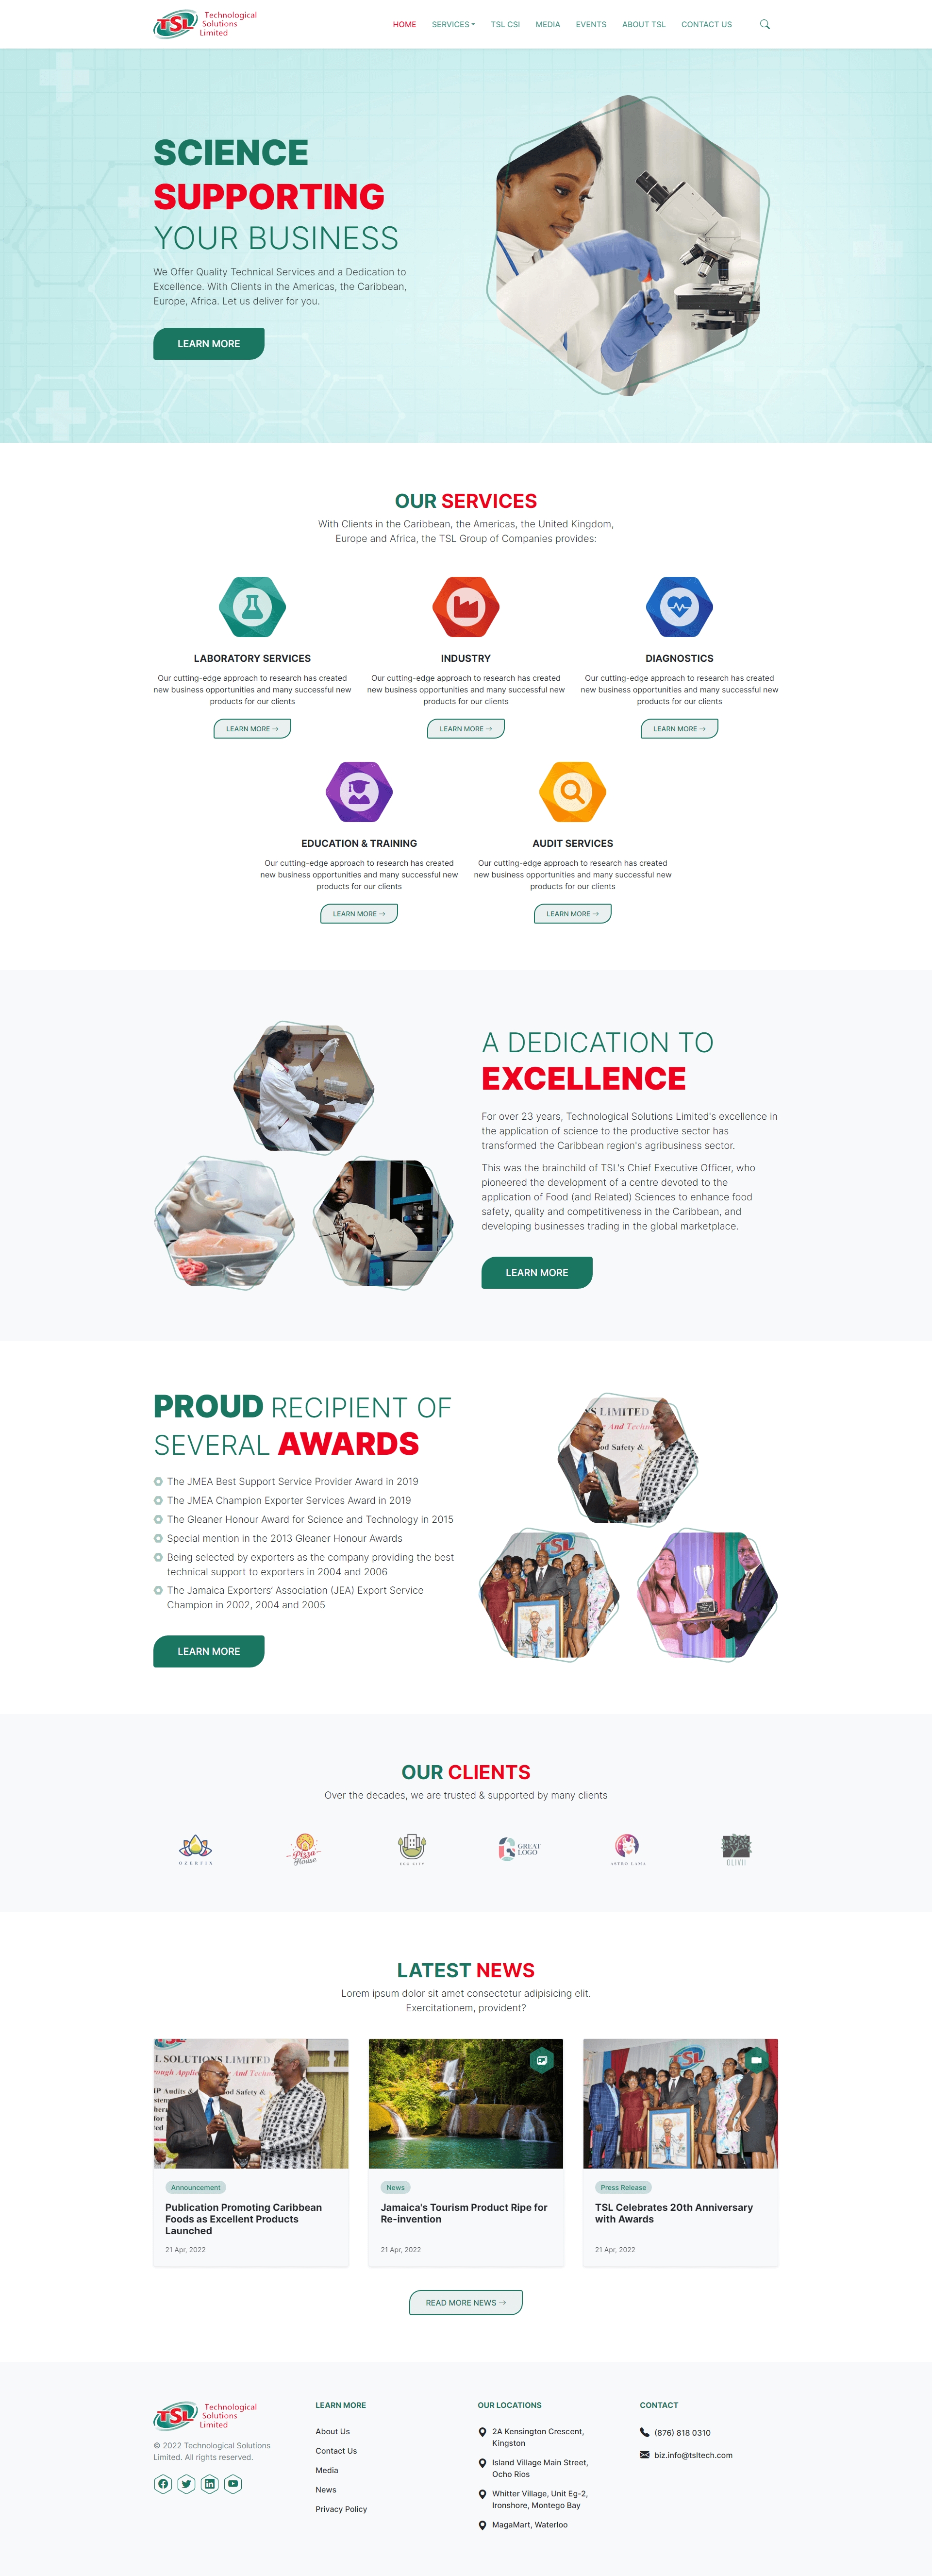 TSL Technological
Solutions
Limited
HOME SERVICES TSL CSI MEDIA EVENTS ABOUT TSL CONTACT US
SCIENCE
SUPPORTING
YOUR BUSINESS
We Offer Quality Technical Services and a Dedication to
Excellence. With Clients in the Americas, the Caribbean,
Europe, Africa. Let us deliver for you.
LEARN MORE
OUR SERVICES
With Clients in the Caribbean, the Americas, the United Kingdom,
Europe and Africa, the TSL Group of Companies provides:
LABORATORY SERVICES
Our cutting-edge approach to research has created
new business opportunities and many successful new
products for our clients
LEARN MORE →
INDUSTRY
Our cutting-edge approach to research has created
new business opportunities and many successful new
products for our clients
LEARN MORE →
DIAGNOSTICS
Our cutting-edge approach to research has created
new business opportunities and many successful new
products for our clients
LEARN MORE →
EDUCATION & TRAINING
Our cutting-edge approach to research has created
new business opportunities and many successful new
products for our clients
LEARN MORE →
AUDIT SERVICES
Our cutting-edge approach to research has created
new business opportunities and many successful new
products for our clients
LEARN MORE →
A DEDICATION TO
EXCELLENCE
For over 23 years, Technological Solutions Limited's excellence in
the application of science to the productive sector has
transformed the Caribbean region's agribusiness sector.
This was the brainchild of TSL's Chief Executive Officer, who
pioneered the development of a centre devoted to the
application of Food (and Related) Sciences to enhance food
safety, quality and competitiveness in the Caribbean, and
developing businesses trading in the global marketplace.
LEARN MORE
PROUD RECIPIENT OF
SEVERAL AWARDS
The JMEA Best Support Service Provider Award in 2019
The JMEA Champion Exporter Services Award in 2019
The Gleaner Honour Award for Science and Technology in 2015
Special mention in the 2013 Gleaner Honour Awards
Being selected by exporters as the company providing the best
technical support to exporters in 2004 and 2006
The Jamaica Exporters' Association (JEA) Export Service
Champion in 2002, 2004 and 2005
LEARN MORE
NS LIMITED
r And Techn
od Safety &
TSL
OUR CLIENTS
Over the decades, we are trusted & supported by many clients
Pizza
House
ECO CITY
GREAT
LOGO
ASTRO LAMA
OLIVII
LATEST NEWS
Lorem ipsum dolor sit amet consectetur adipisicing elit.
Exercitationem, provident?
L SOLUTIONS LIMITED
rough Applicat And Techn
IP Audits & od Safety &
TSL
Announcement
Publication Promoting Caribbean
Foods as Excellent Products
Launched
21 Apr, 2022
News
Jamaica's Tourism Product Ripe for
Re-invention
21 Apr, 2022
Press Release
TSL Celebrates 20th Anniversary
with Awards
21 Apr, 2022
READ MORE NEWS →
TSL Technological
Solutions
Limited
© 2022 Technological Solutions
Limited. All rights reserved.
LEARN MORE
About Us
Contact Us
Media
News
Privacy Policy
OUR LOCATIONS
2A Kensington Crescent,
Kingston
Island Village Main Street,
Ocho Rios
Whitter Village, Unit Eg-2,
Ironshore, Montego Bay
MagaMart, Waterloo
CONTACT
(876) 818 0310
biz.info@tsltech.com